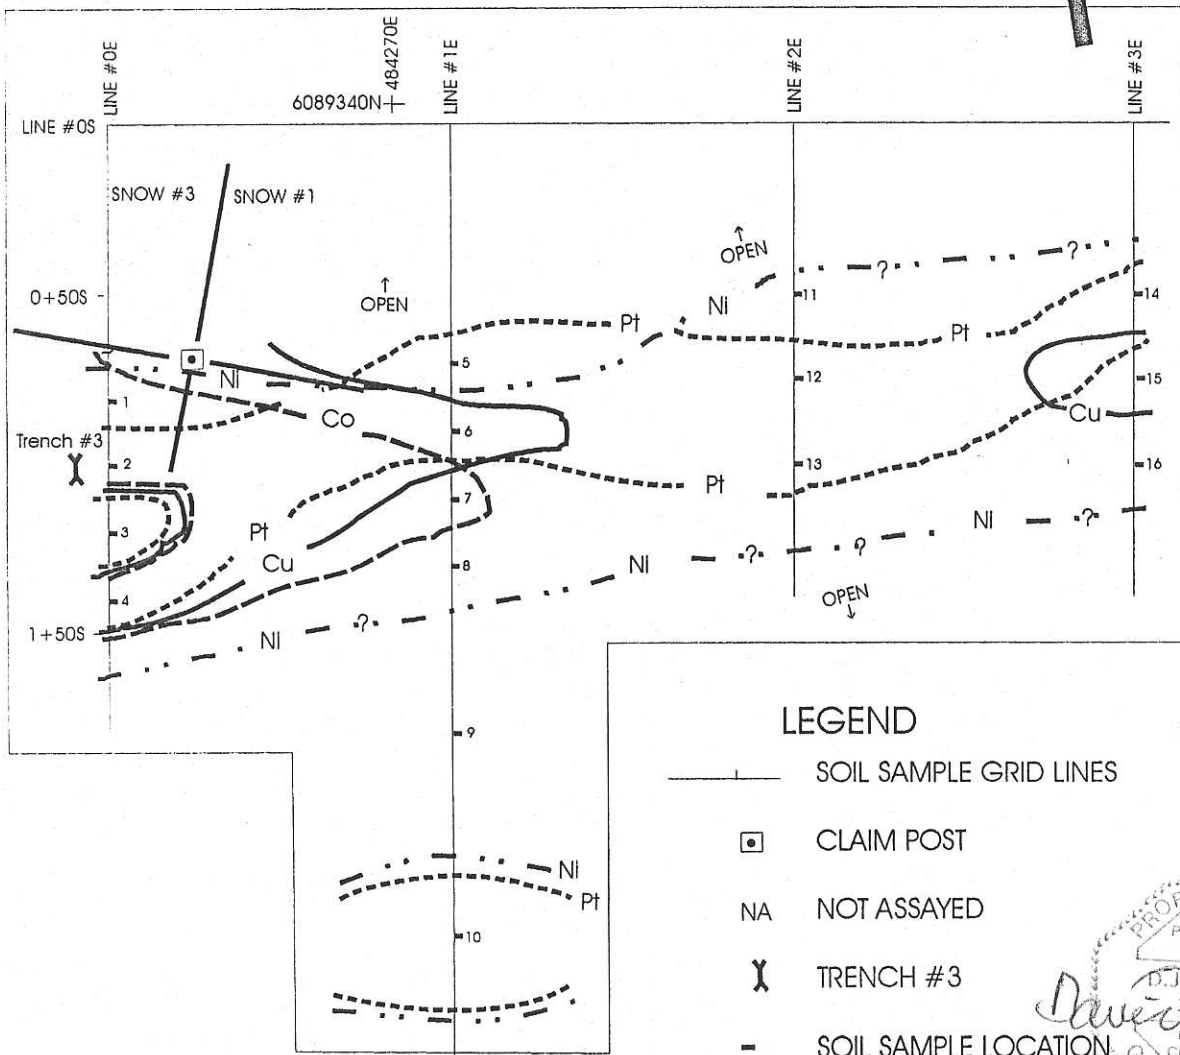 LINE #0E
484270E
6089340N
LINE #1E
LINE #2E
LINE #3E
LINE #0S
SNOW #3
SNOW #1
↑
OPEN
↑
OPEN
?
?
0+50S
11
14
Ni
Pt
Pt
5
Ni
12
15
1
Co
Cu
Trench #3
6
2
13
16
Pt
7
3
Pt
Ni
?
Cu
8
Ni
?
?
4
OPEN
↓
1+50S
Ni
?
9
LEGEND
SOIL SAMPLE GRID LINES
CLAIM POST
Ni
Pt
NA NOT ASSAYED
10
TRENCH #3
D.J
SOIL SAMPLE LOCATION